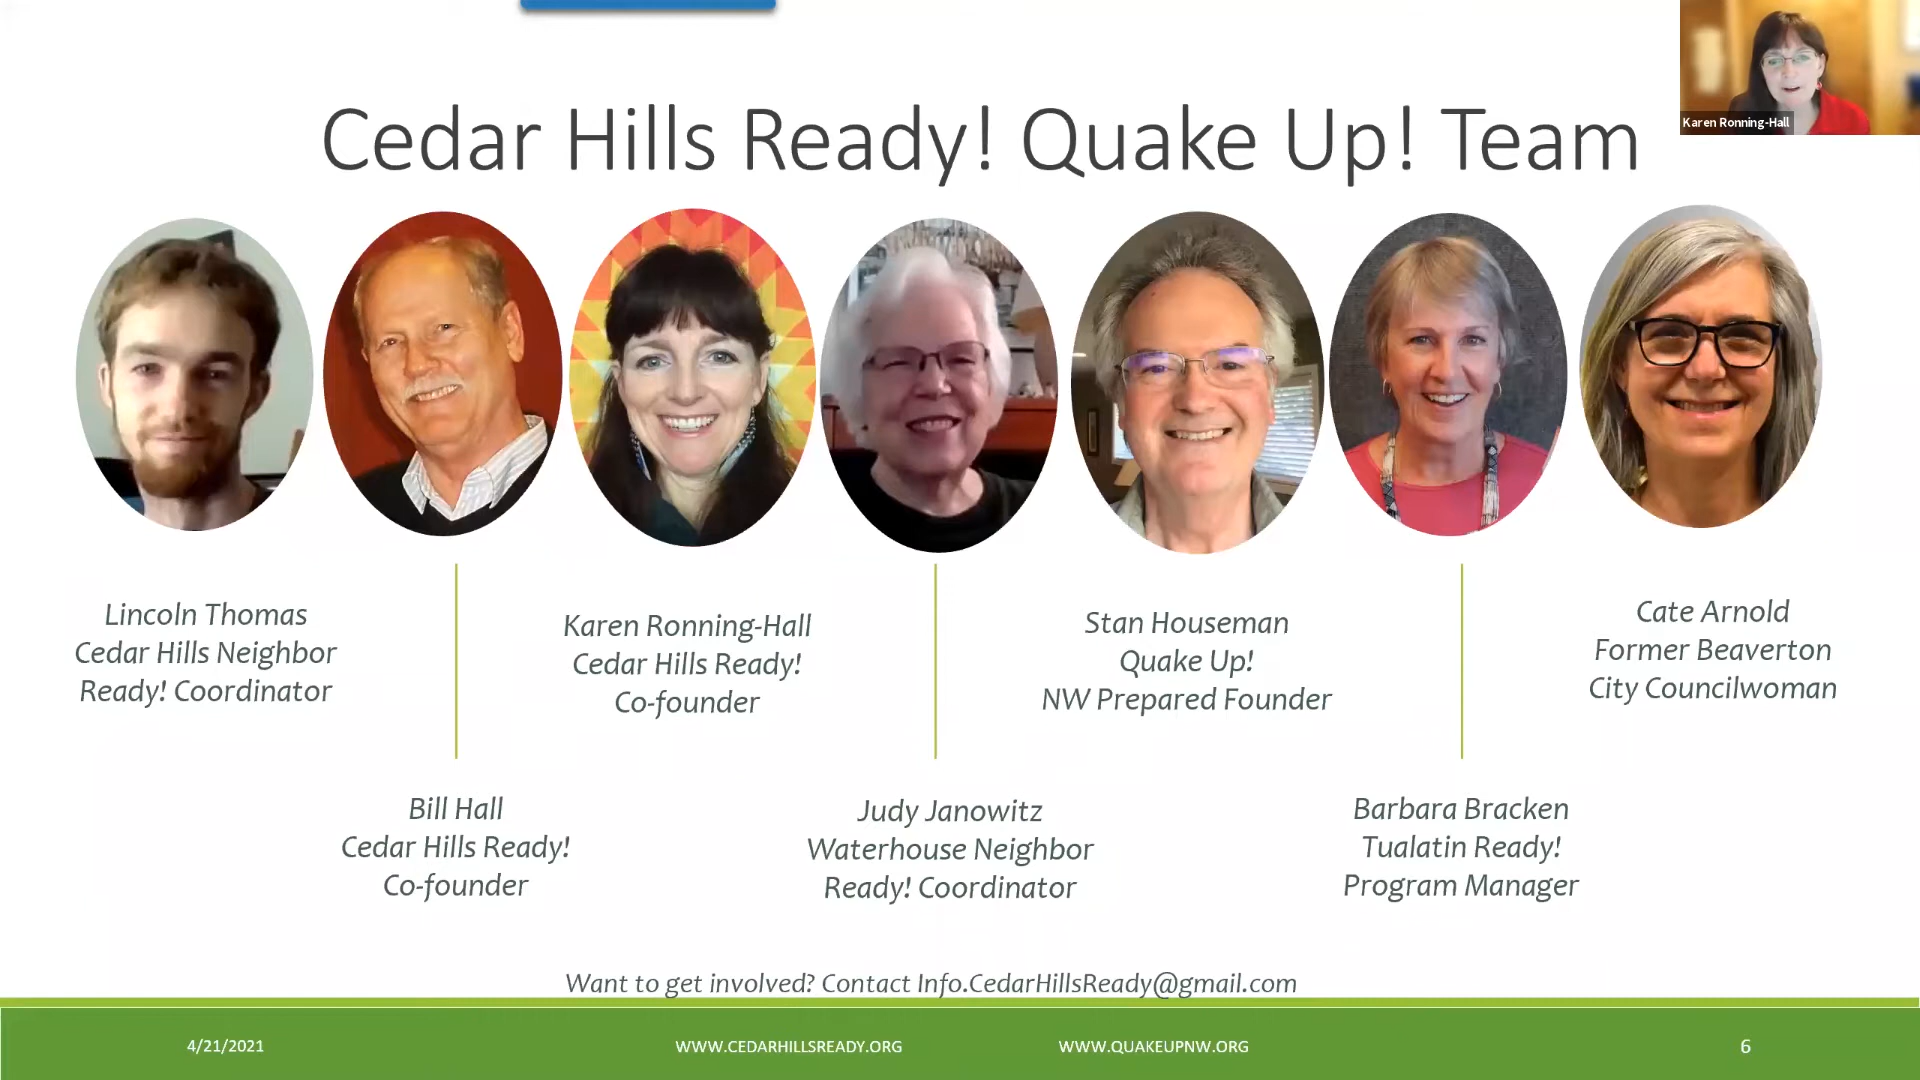 Cedar Hills Ready! Quake Up! Team
Karen Ronning-Hall
Lincoln Thomas
Cedar Hills Neighbor
Ready! Coordinator
Bill Hall
Cedar Hills Ready!
Co-founder
Karen Ronning-Hall
Cedar Hills Ready!
Co-founder
Judy Janowitz
Waterhouse Neighbor
Ready! Coordinator
Stan Houseman
Quake Up!
NW Prepared Founder
Barbara Bracken
Tualatin Ready!
Program Manager
Cate Arnold
Former Beaverton
City Councilwoman
Want to get involved? Contact Info.CedarHillsReady@gmail.com
4/21/2021
WWW.CEDARHILLSREADY.ORG
WWW.QUAKEUPNW.ORG
6